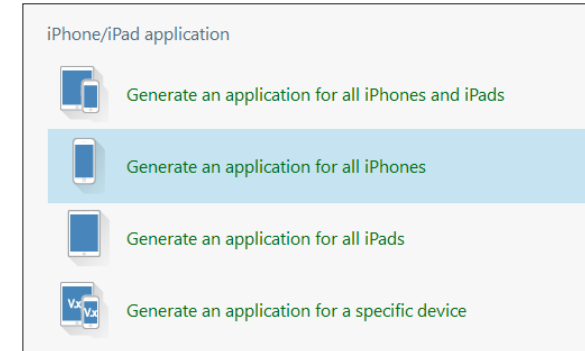 iPhone/iPad application
Generate an application for all iPhones and iPads
Generate an application for all iPhones
Generate an application for all iPads
V.x V.x
Generate an application for a specific device